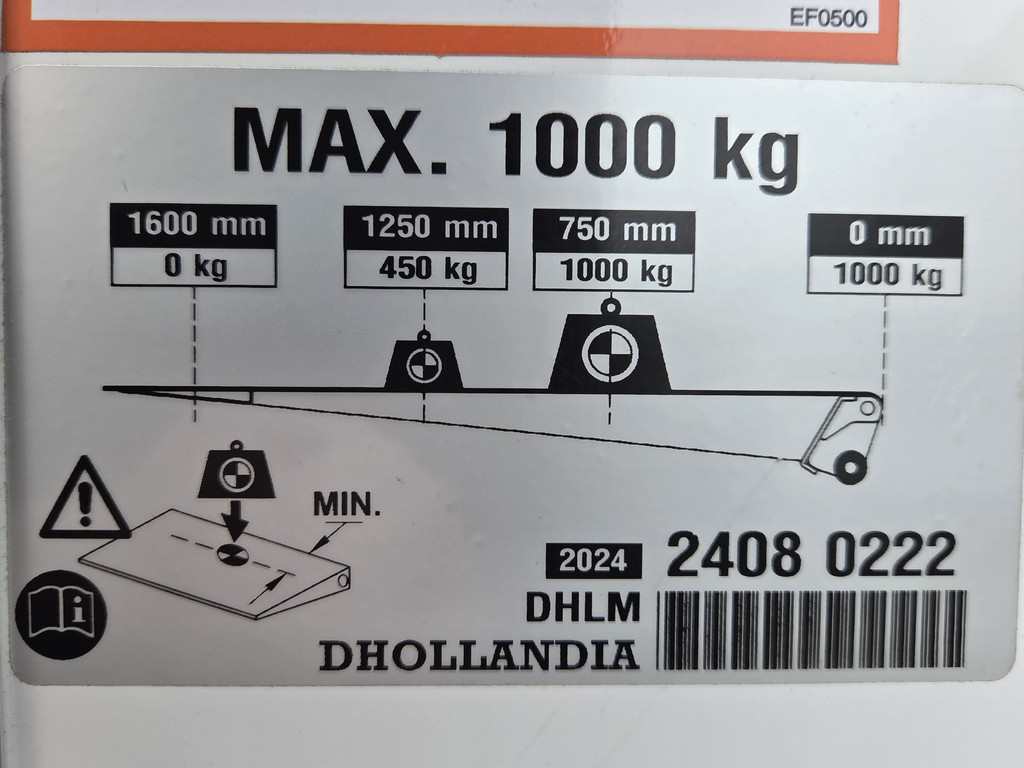 EF0500
MAX. 1000 kg
1600 mm 1250 mm 750 mm 0 mm
0 kg 450 kg 1000 kg 1000 kg
MIN.
2024 2408 0222
DHLM
DHOLLANDIA